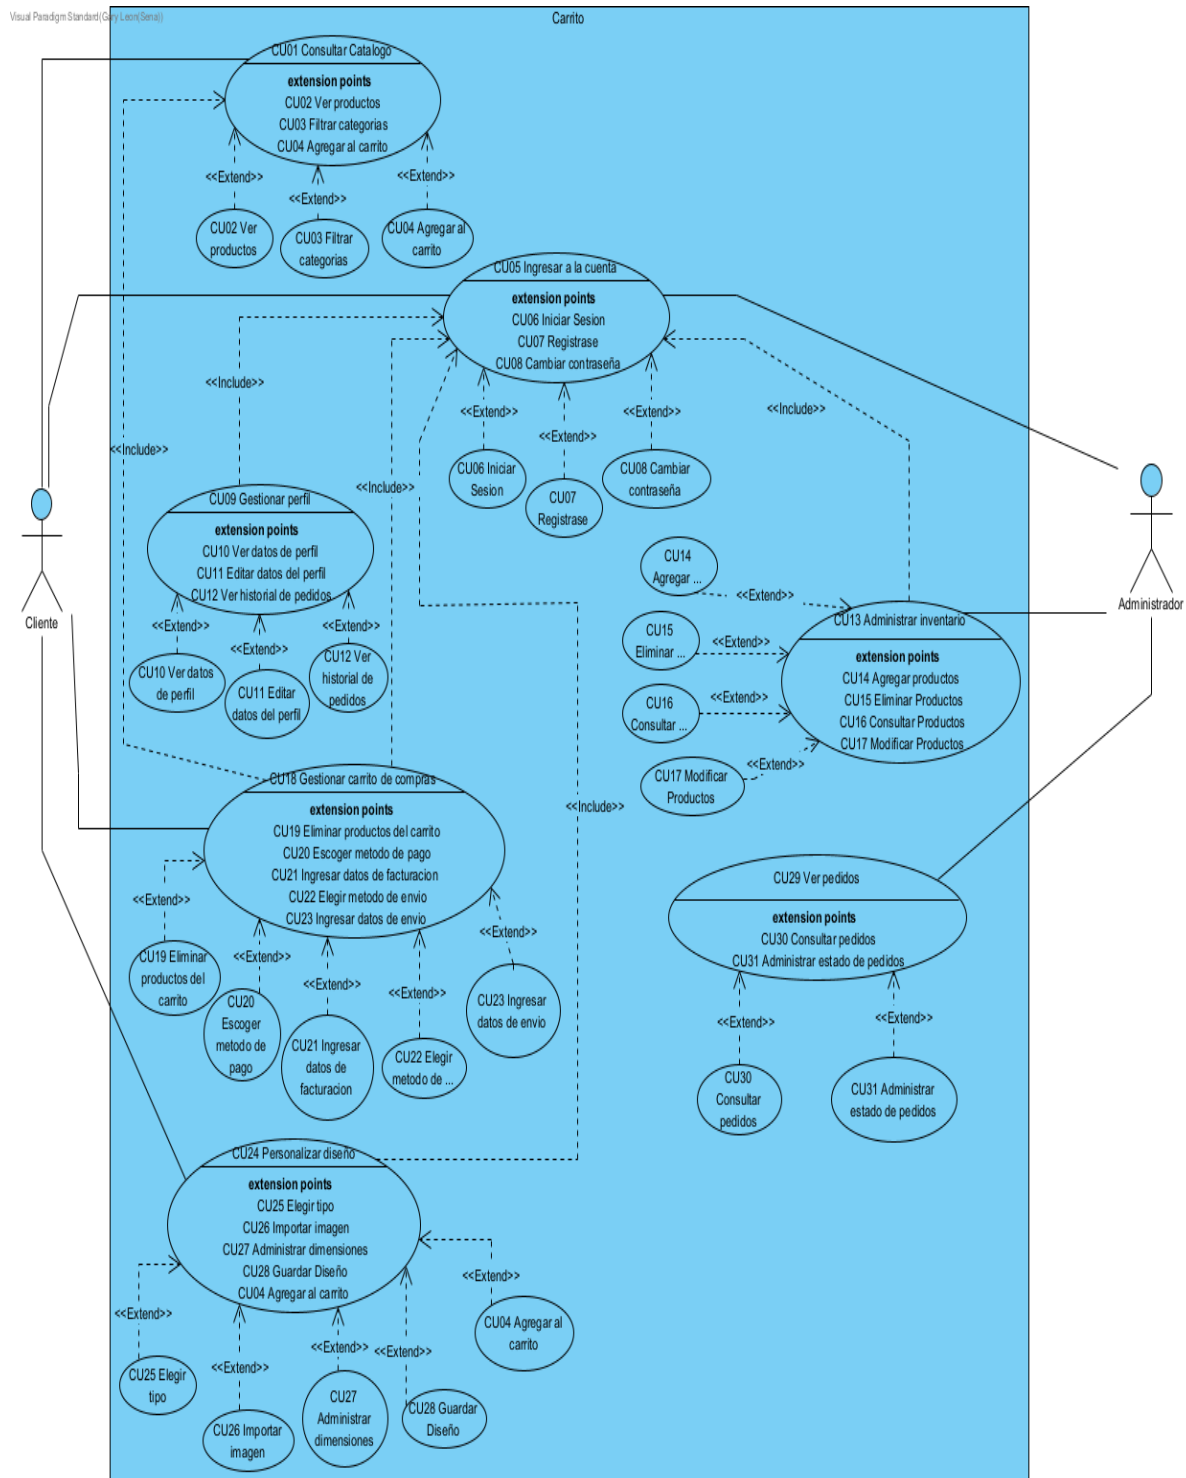 Visual Paradigm Standard(Gary Leon(Sena))
Carrito
CU01 Consultar Catalogo
extension points
CU02 Ver productos
CU03 Filtrar categorias
CU04 Agregar al carrito
<<Extend>>
<<Extend>>
<<Extend>>
CU02 Ver
productos
CU03 Filtrar
categorias
CU04 Agregar al
carrito
CU05 Ingresar a la cuenta
extension points
CU06 Iniciar Sesion
CU07 Registrase
CU08 Cambiar contraseña
<<Include>>
<<Include>>
<<Include>>
<<Include>>
<<Extend>>
<<Extend>>
<<Extend>>
CU06 Iniciar
Sesion
CU07
Registrase
CU08 Cambiar
contraseña
Cliente
Administrador
CU09 Gestionar perfil
extension points
CU10 Ver datos de perfil
CU11 Editar datos del perfil
CU12 Ver historial de pedidos
<<Extend>>
<<Extend>>
<<Extend>>
CU10 Ver datos
de perfil
CU11 Editar
datos del perfil
CU12 Ver
historial de
pedidos
CU14
Agregar ...
<<Extend>>
CU15
Eliminar ...
<<Extend>>
CU16
Consultar ...
<<Extend>>
CU17 Modificar
Productos
<<Extend>>
CU13 Administrar inventario
extension points
CU14 Agregar productos
CU15 Eliminar Productos
CU16 Consultar Productos
CU17 Modificar Productos
CU18 Gestionar carrito de compras
extension points
CU19 Eliminar productos del carrito
CU20 Escoger metodo de pago
CU21 Ingresar datos de facturacion
CU22 Elegir metodo de envio
CU23 Ingresar datos de envio
<<Include>>
<<Extend>>
<<Extend>>
<<Extend>>
<<Extend>>
<<Extend>>
CU19 Eliminar
productos del
carrito
CU20
Escoger
metodo de
pago
CU21 Ingresar
datos de
facturacion
CU22 Elegir
metodo de ...
CU23 Ingresar
datos de envio
CU29 Ver pedidos
extension points
CU30 Consultar pedidos
CU31 Administrar estado de pedidos
<<Extend>>
<<Extend>>
CU30
Consultar
pedidos
CU31 Administrar
estado de pedidos
CU24 Personalizar diseño
extension points
CU25 Elegir tipo
CU26 Importar imagen
CU27 Administrar dimensiones
CU28 Guardar Diseño
CU04 Agregar al carrito
<<Extend>>
<<Extend>>
<<Extend>>
<<Extend>>
<<Extend>>
CU25 Elegir
tipo
CU26 Importar
imagen
CU27
Administrar
dimensiones
CU28 Guardar
Diseño
CU04 Agregar al
carrito